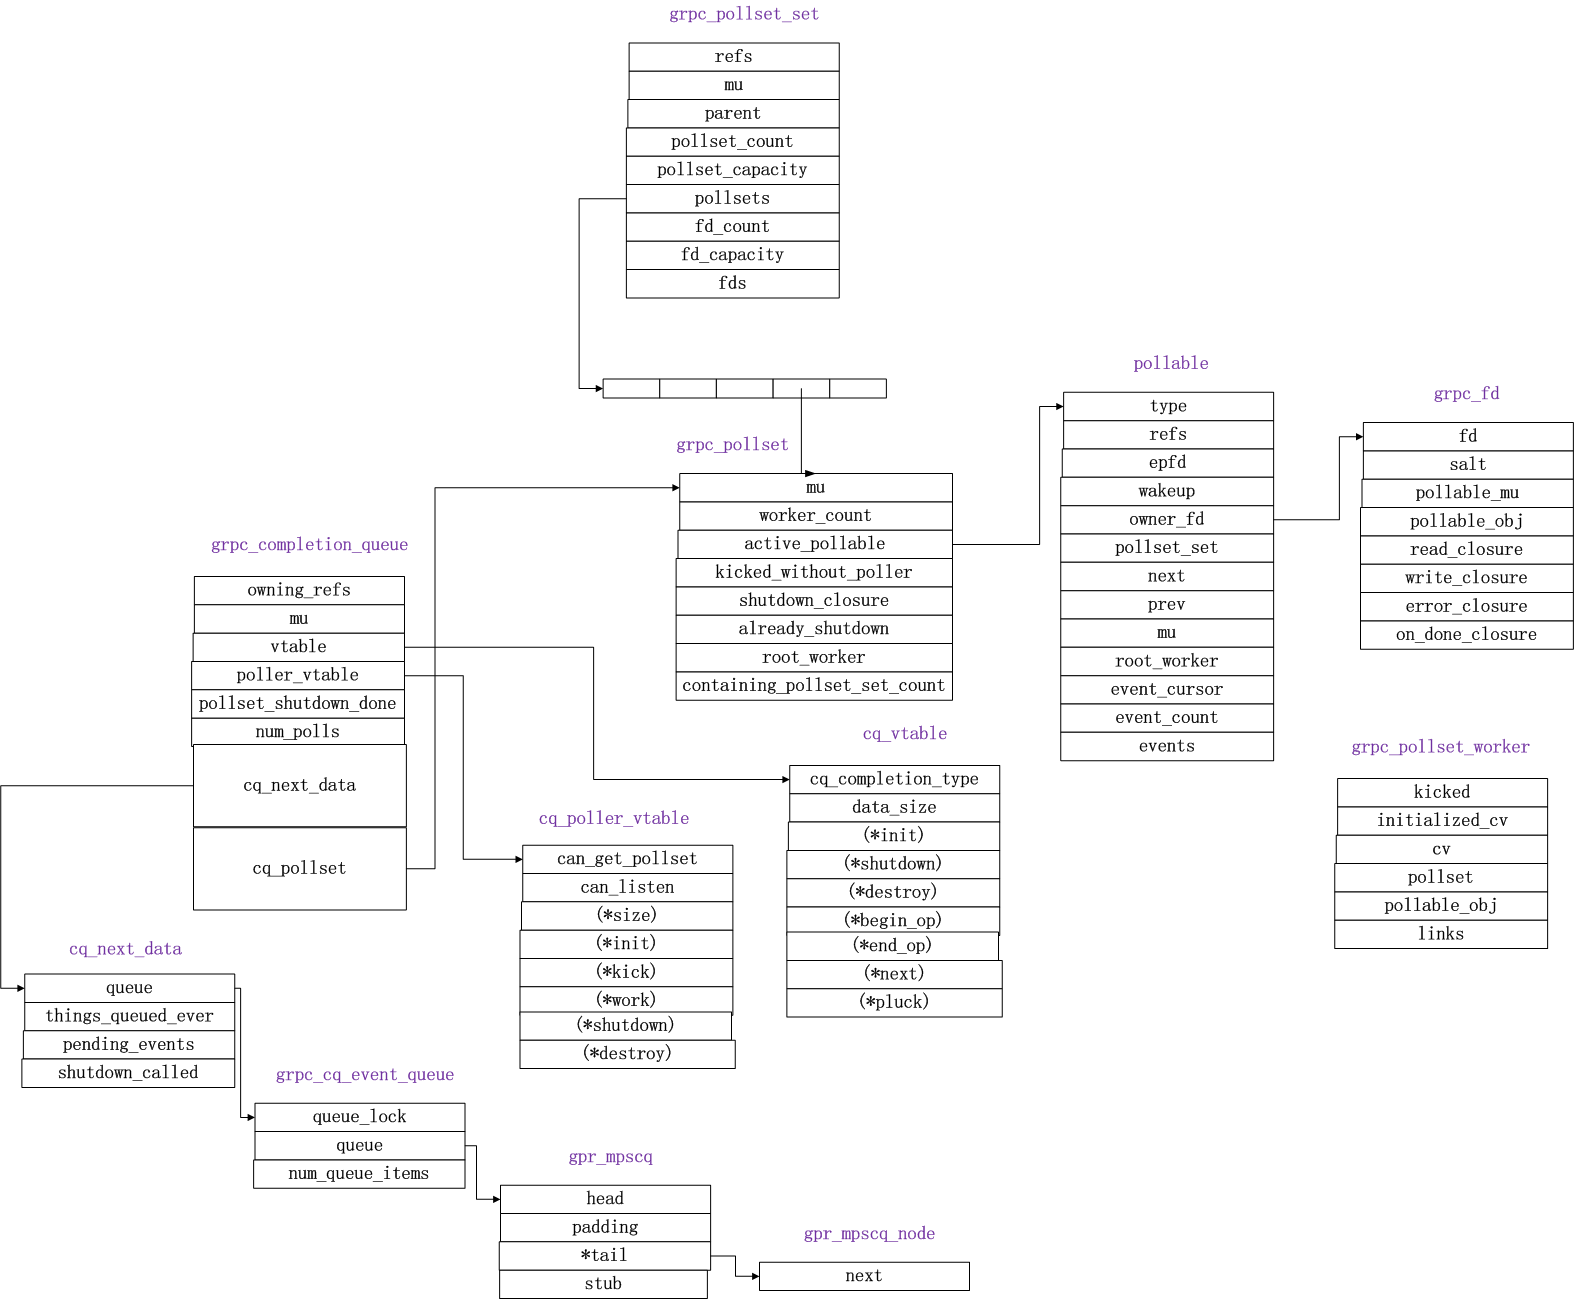 grpc_pollset_set
refs
mu
parent
pollset_count
pollset_capacity
pollsets
fd_count
fd_capacity
fds
grpc_pollset
mu
worker_count
active_pollable
kicked_without_poller
shutdown_closure
already_shutdown
root_worker
containing_pollset_set_count
pollable
type
refs
epfd
wakeup
owner_fd
pollset_set
next
prev
mu
root_worker
event_cursor
event_count
events
grpc_fd
fd
salt
pollable_mu
pollable_obj
read_closure
write_closure
error_closure
on_done_closure
grpc_completion_queue
owning_refs
mu
vtable
poller_vtable
pollset_shutdown_done
num_polls
cq_next_data
cq_pollset
cq_vtable
cq_completion_type
data_size
(*init)
(*shutdown)
(*destroy)
(*begin_op)
(*end_op)
(*next)
(*pluck)
grpc_pollset_worker
kicked
initialized_cv
cv
pollset
pollable_obj
links
cq_poller_vtable
can_get_pollset
can_listen
(*size)
(*init)
(*kick)
(*work)
(*shutdown)
(*destroy)
cq_next_data
queue
things_queued_ever
pending_events
shutdown_called
grpc_cq_event_queue
queue_lock
queue
num_queue_items
gpr_mpscq
head
padding
*tail
stub
gpr_mpscq_node
next